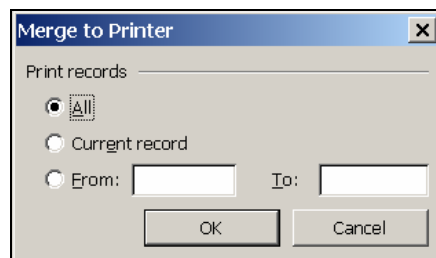 Merge to Printer
Print records
All
Current record
From: To:
OK Cancel